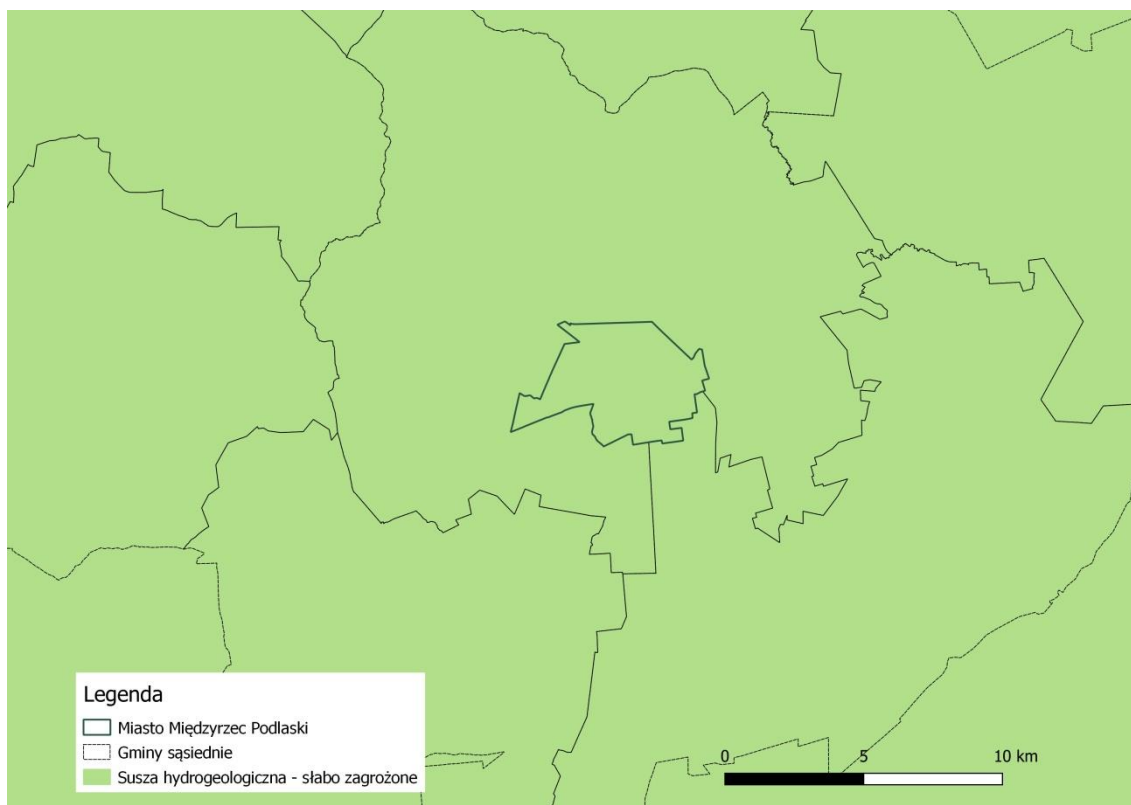 Legenda
Miasto Międzyrzec Podlaski
Gminy sąsiednie
Susza hydrogeologiczna - słabo zagrożone
0 5 10 km